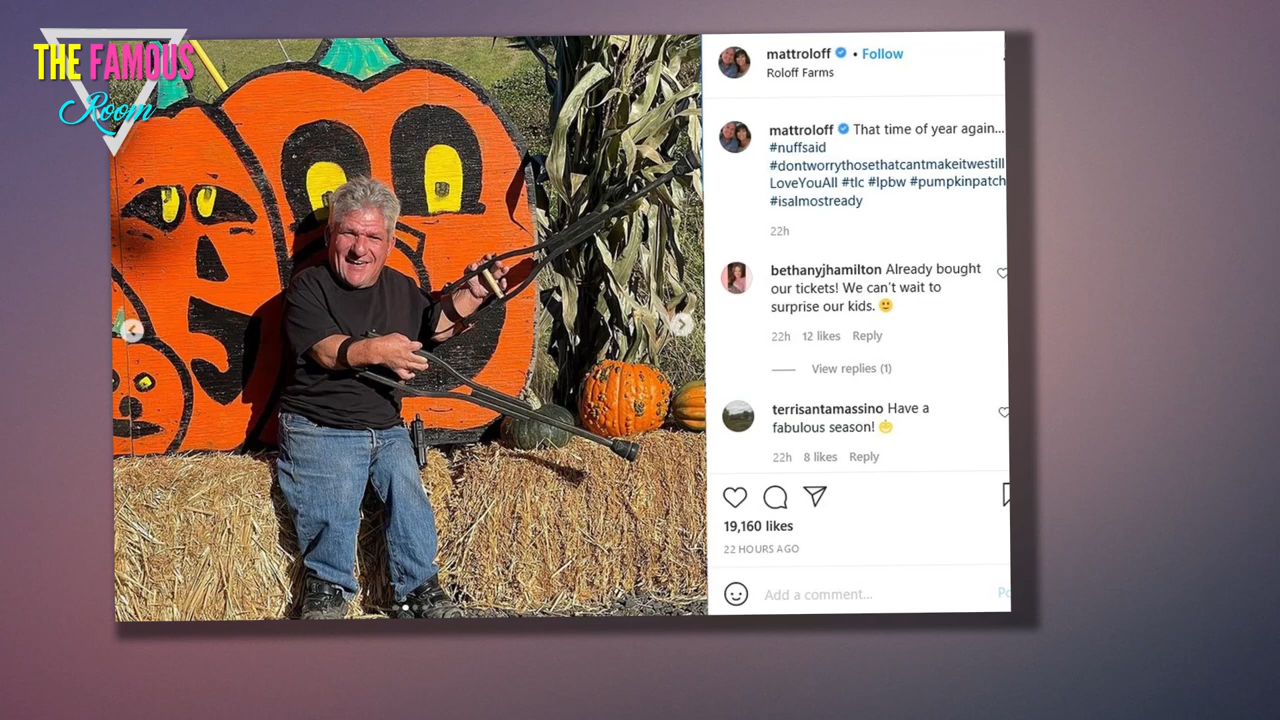 THE FAMOUS
Room
mattroloff • Follow
Roloff Farms
mattroloff That time of year again...
#nuffsaid
#dontworrythosethatcantmakeitwestill
LoveYouAll #tlc #lpbw #pumpkinpatch
#isalmostready
22h
bethanyjhamilton Already bought
our tickets! We can't wait to
surprise our kids. 🙂
22h 12 likes Reply
View replies (1)
terrisantamassino Have a
fabulous season! 🎃
22h 8 likes Reply
19,160 likes
22 HOURS AGO
Add a comment...